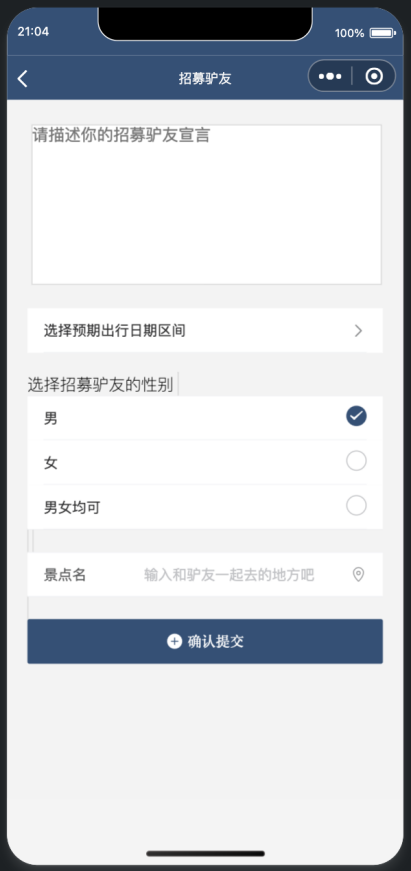 21:04
100%
招募驴友
请描述你的招募驴友宣言
选择预期出行日期区间
选择招募驴友的性别
男
女
男女均可
景点名 输入和驴友一起去的地方吧
确认提交